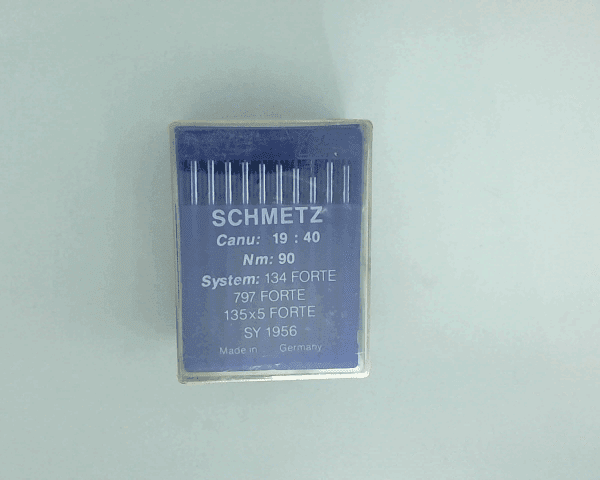 SCHMETZ
Canu: 19 : 40
Nm: 90
System: 134 FORTE
797 FORTE
135x5 FORTE
SY 1956
Made in Germany